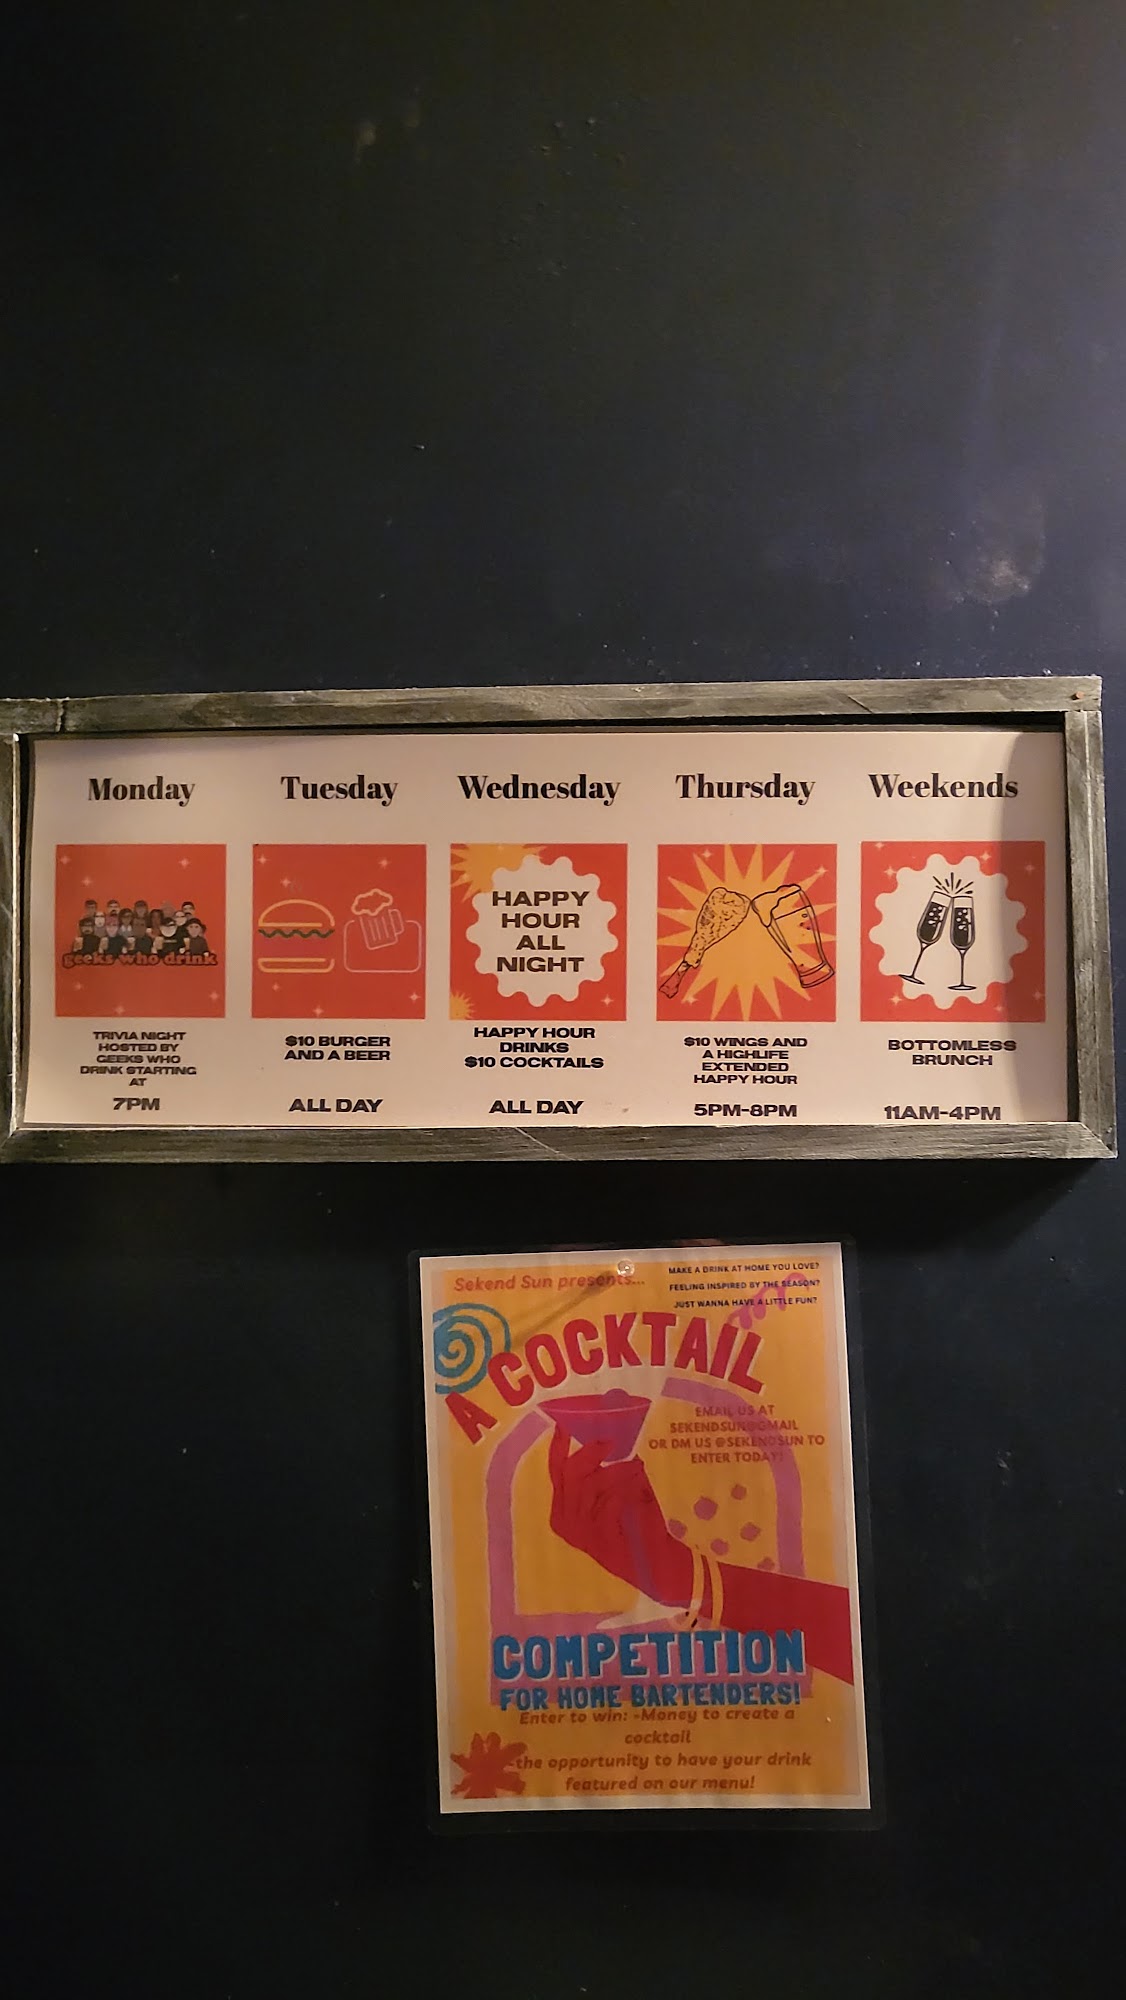 Monday
geeks who drink
TRIVIA NIGHT
HOSTED BY
GEEKS WHO
DRINK STARTING
AT
7PM
Tuesday
$10 BURGER
AND A BEER
ALL DAY
Wednesday
HAPPY
HOUR
ALL
NIGHT
HAPPY HOUR
DRINKS
$10 COCKTAILS
ALL DAY
Thursday
$10 WINGS AND
A HIGHLIFE
EXTENDED
HAPPY HOUR
5PM-8PM
Weekends
BOTTOMLESS
BRUNCH
11AM-4PM
Sekend Sun presents...
MAKE A DRINK AT HOME YOU LOVE?
FEELING INSPIRED BY THE SEASON?
JUST WANNA HAVE A LITTLE FUN?
A COCKTAIL
EMAIL US AT
SEKENDSUN@GMAIL
OR DM US @SEKENDSUN TO
ENTER TODAY!
COMPETITION
FOR HOME BARTENDERS!
Enter to win: -Money to create a
cocktail
-the opportunity to have your drink
featured on our menu!